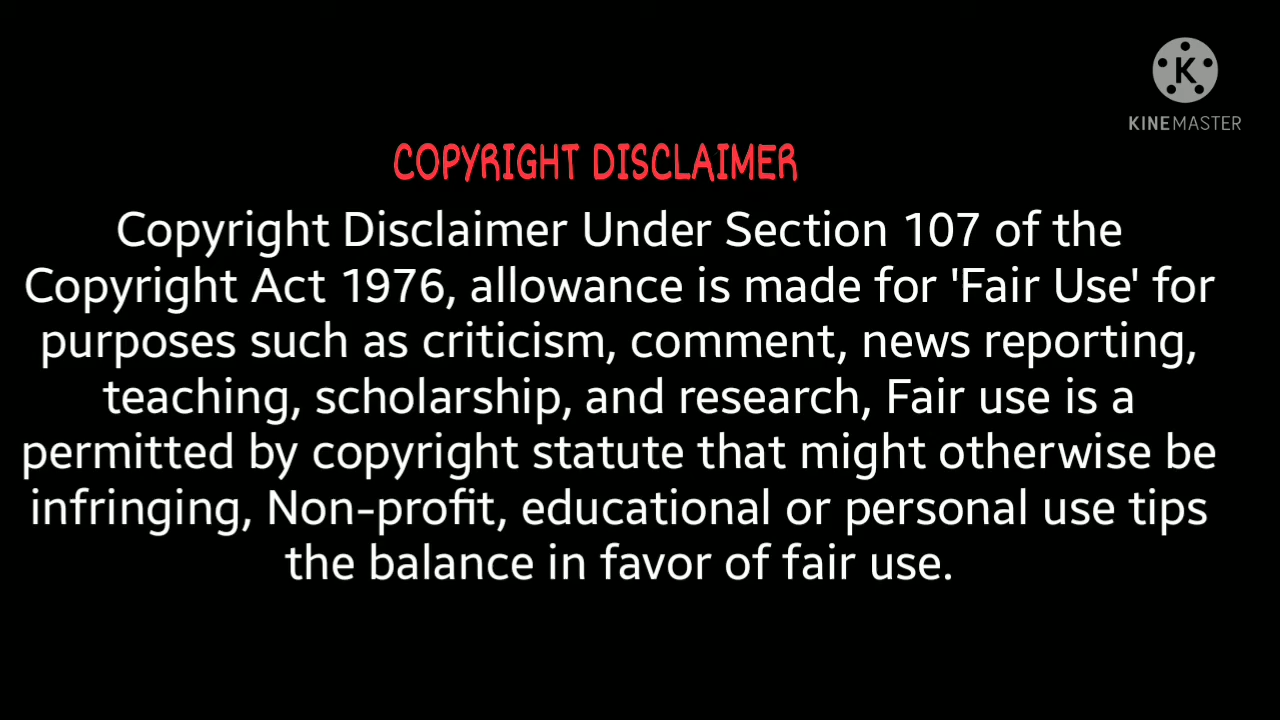 K
KINEMASTER
COPYRIGHT DISCLAIMER
Copyright Disclaimer Under Section 107 of the
Copyright Act 1976, allowance is made for 'Fair Use' for
purposes such as criticism, comment, news reporting,
teaching, scholarship, and research, Fair use is a
permitted by copyright statute that might otherwise be
infringing, Non-profit, educational or personal use tips
the balance in favor of fair use.